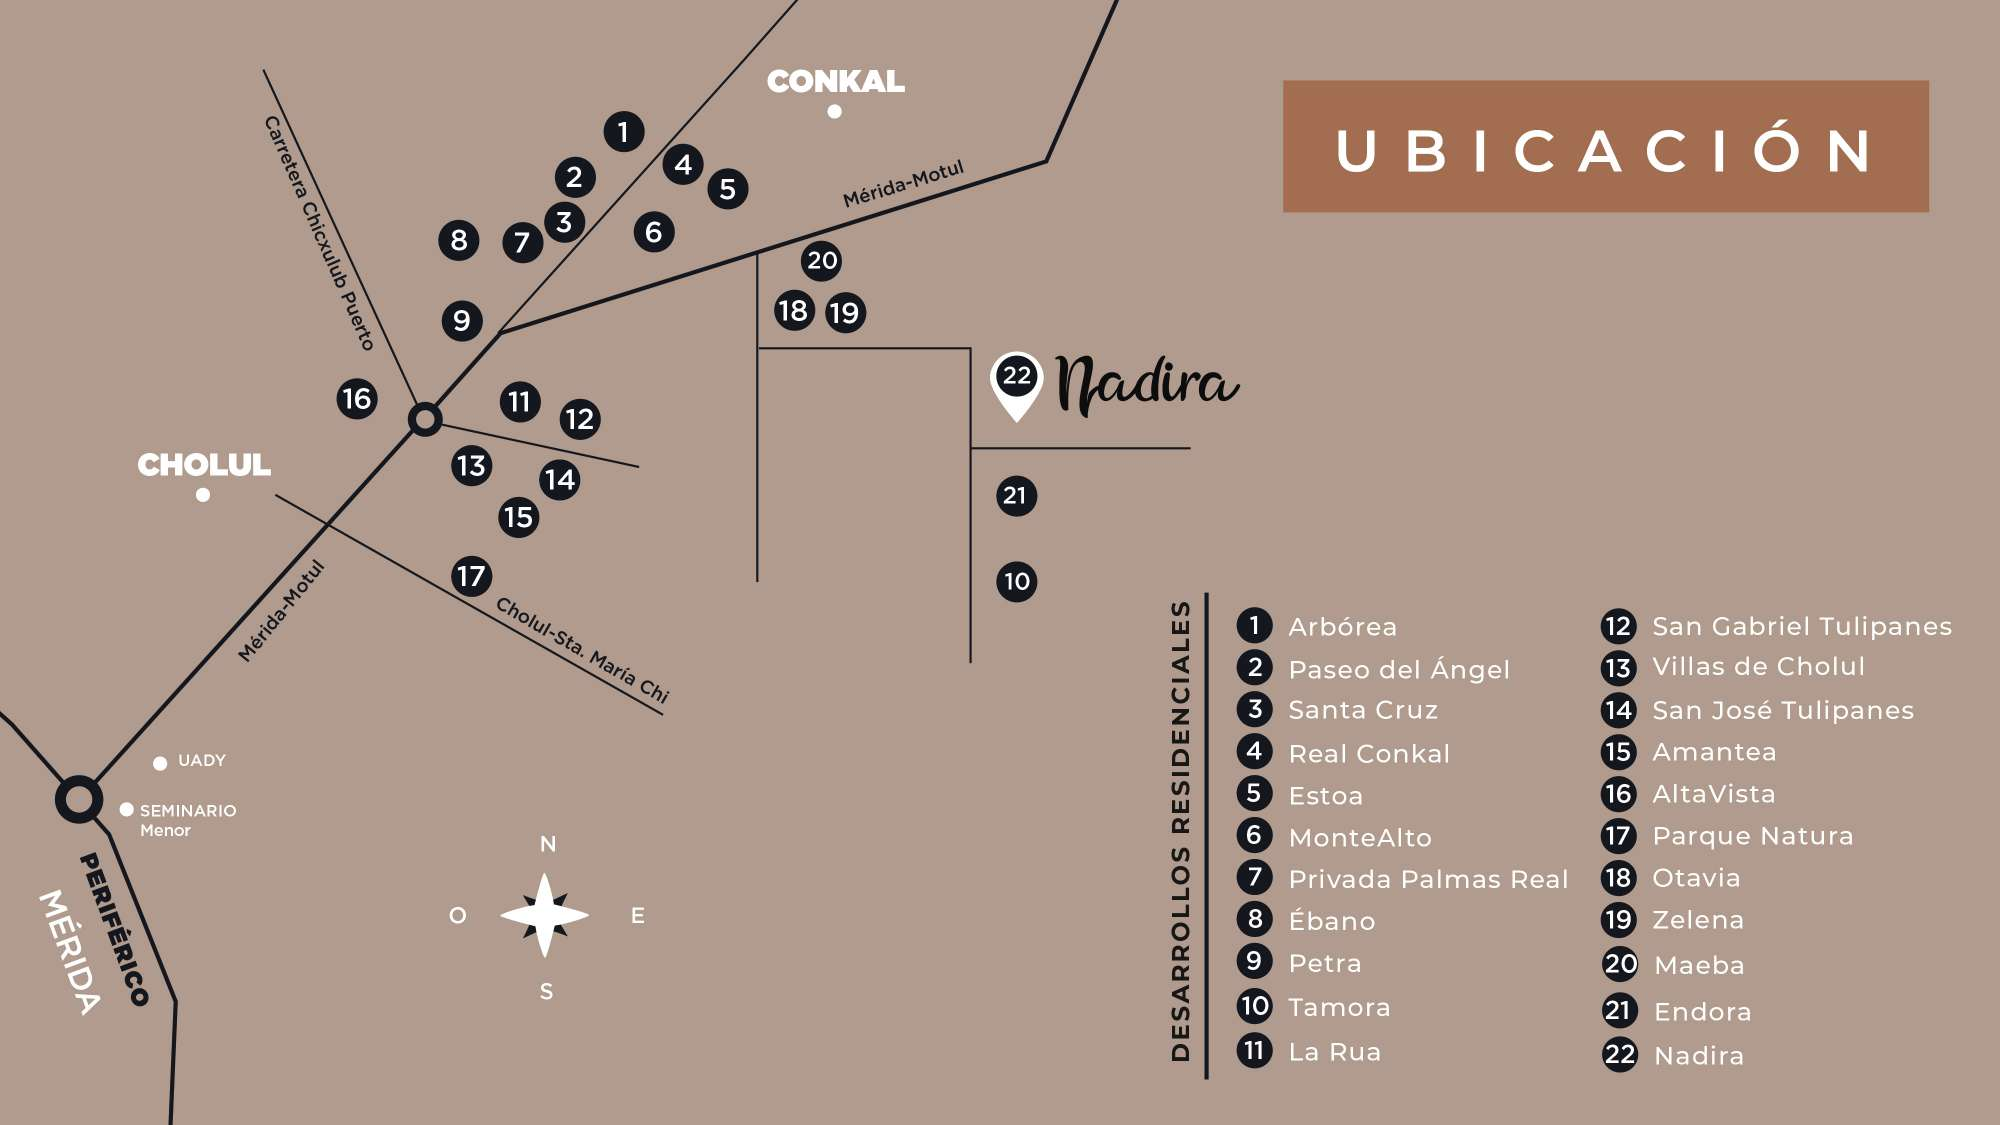 UBICACIÓN
CONKAL
Carretera Chicxulub Puerto
Mérida-Motul
1
2
3
4
5
6
7
8
9
20
18
19
22
Nadira
16
11
12
CHOLUL
13
14
15
17
21
10
Mérida-Motul
Cholul-Sta. María Chi
UADY
SEMINARIO
Menor
PERIFÉRICO
MÉRIDA
N
O
E
S
DESARROLLOS RESIDENCIALES
1 Arbórea
2 Paseo del Ángel
3 Santa Cruz
4 Real Conkal
5 Estoa
6 MonteAlto
7 Privada Palmas Real
8 Ébano
9 Petra
10 Tamora
11 La Rua
12 San Gabriel Tulipanes
13 Villas de Cholul
14 San José Tulipanes
15 Amantea
16 AltaVista
17 Parque Natura
18 Otavia
19 Zelena
20 Maeba
21 Endora
22 Nadira